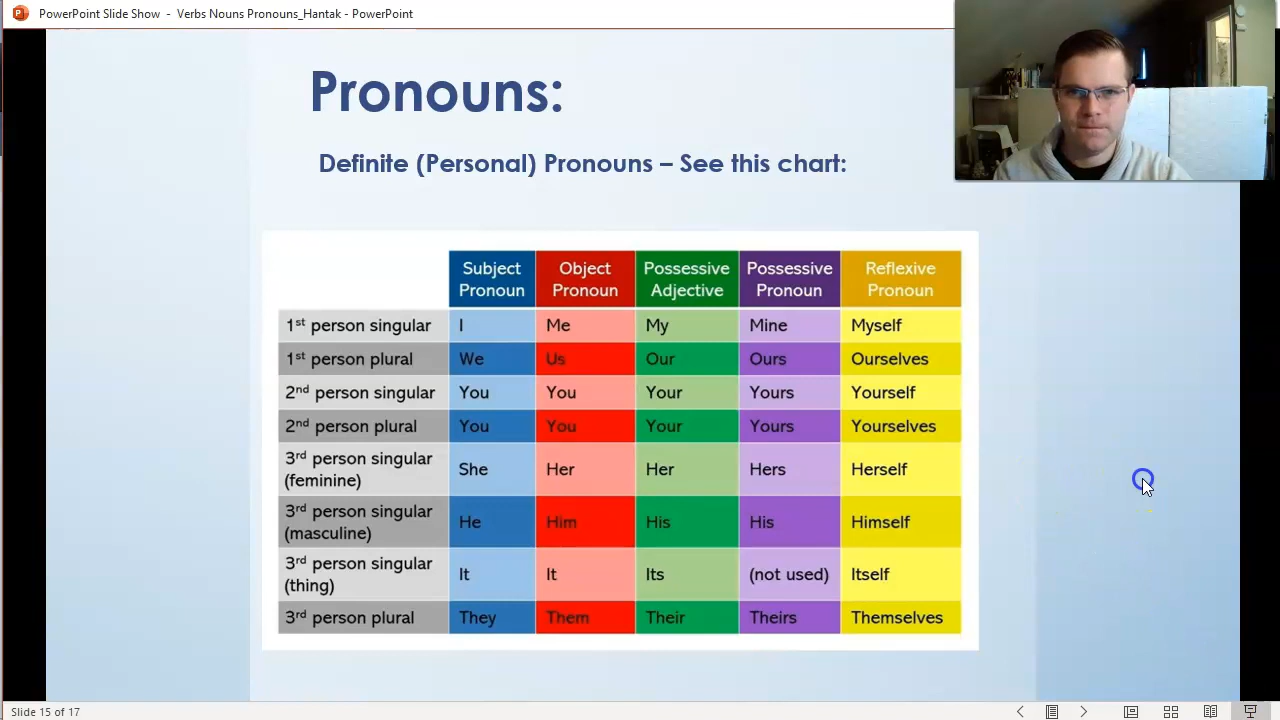 PowerPoint Slide Show - Verbs Nouns Pronouns_Hantak - PowerPoint
Pronouns:
Definite (Personal) Pronouns – See this chart:
Subject Pronoun Object Pronoun Possessive Adjective Possessive Pronoun Reflexive Pronoun
1st person singular I Me My Mine Myself
1st person plural We Us Our Ours Ourselves
2nd person singular You You Your Yours Yourself
2nd person plural You You Your Yours Yourselves
3rd person singular (feminine) She Her Her Hers Herself
3rd person singular (masculine) He Him His His Himself
3rd person singular (thing) It It Its (not used) Itself
3rd person plural They Them Their Theirs Themselves
Slide 15 of 17